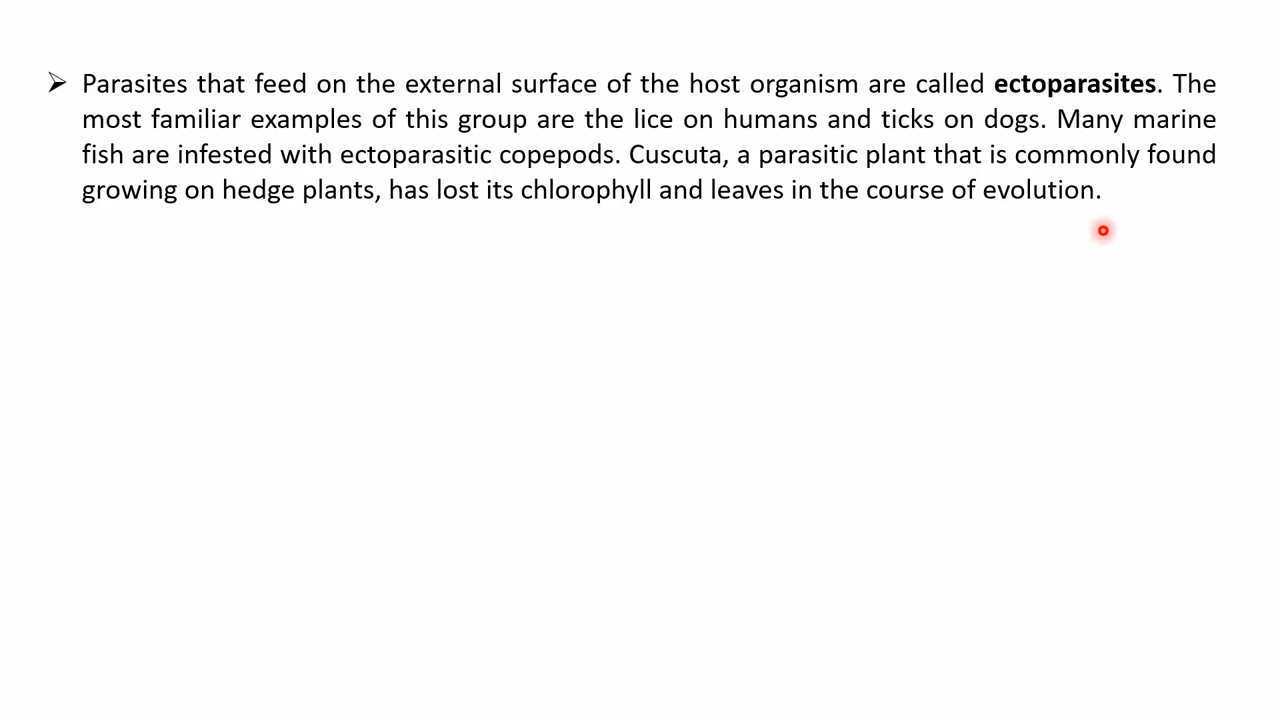 ➢ Parasites that feed on the external surface of the host organism are called ectoparasites. The
most familiar examples of this group are the lice on humans and ticks on dogs. Many marine
fish are infested with ectoparasitic copepods. Cuscuta, a parasitic plant that is commonly found
growing on hedge plants, has lost its chlorophyll and leaves in the course of evolution.